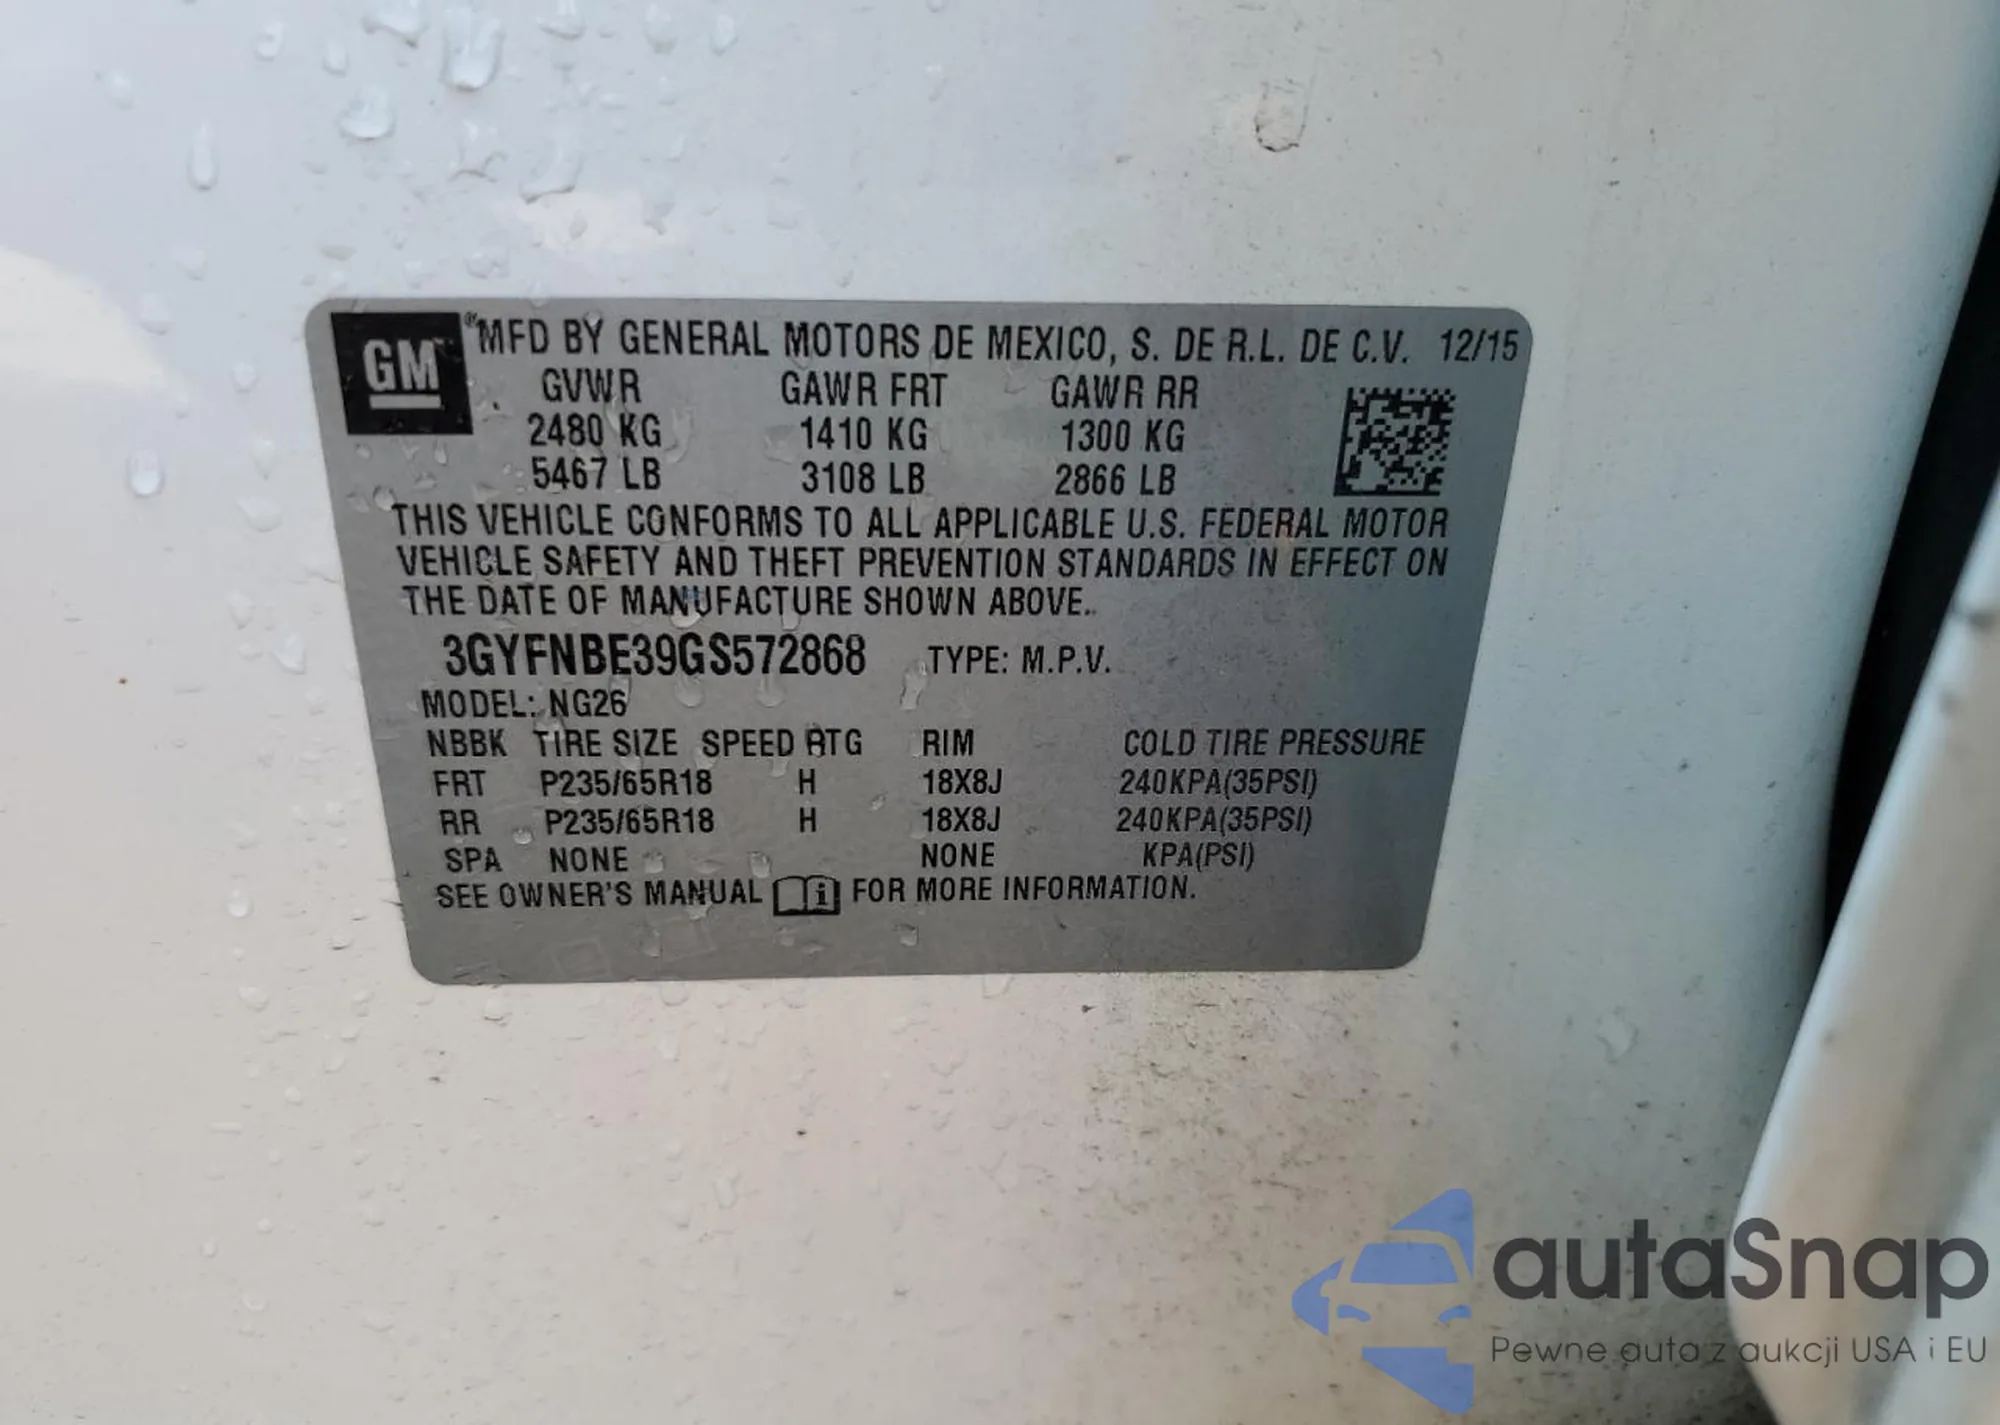 GM ® MFD BY GENERAL MOTORS DE MEXICO, S. DE R.L. DE C.V. 12/15
GVWR GAWR FRT GAWR RR
2480 KG 1410 KG 1300 KG
5467 LB 3108 LB 2866 LB
THIS VEHICLE CONFORMS TO ALL APPLICABLE U.S. FEDERAL MOTOR
VEHICLE SAFETY AND THEFT PREVENTION STANDARDS IN EFFECT ON
THE DATE OF MANUFACTURE SHOWN ABOVE.
3GYFNBE39GS572868 TYPE: M.P.V.
MODEL: NG26
NBBK TIRE SIZE SPEED RTG RIM COLD TIRE PRESSURE
FRT P235/65R18 H 18X8J 240KPA(35PSI)
RR P235/65R18 H 18X8J 240KPA(35PSI)
SPA NONE NONE KPA(PSI)
SEE OWNER'S MANUAL i FOR MORE INFORMATION.
autaSnap
Pewne auta z aukcji USA i EU